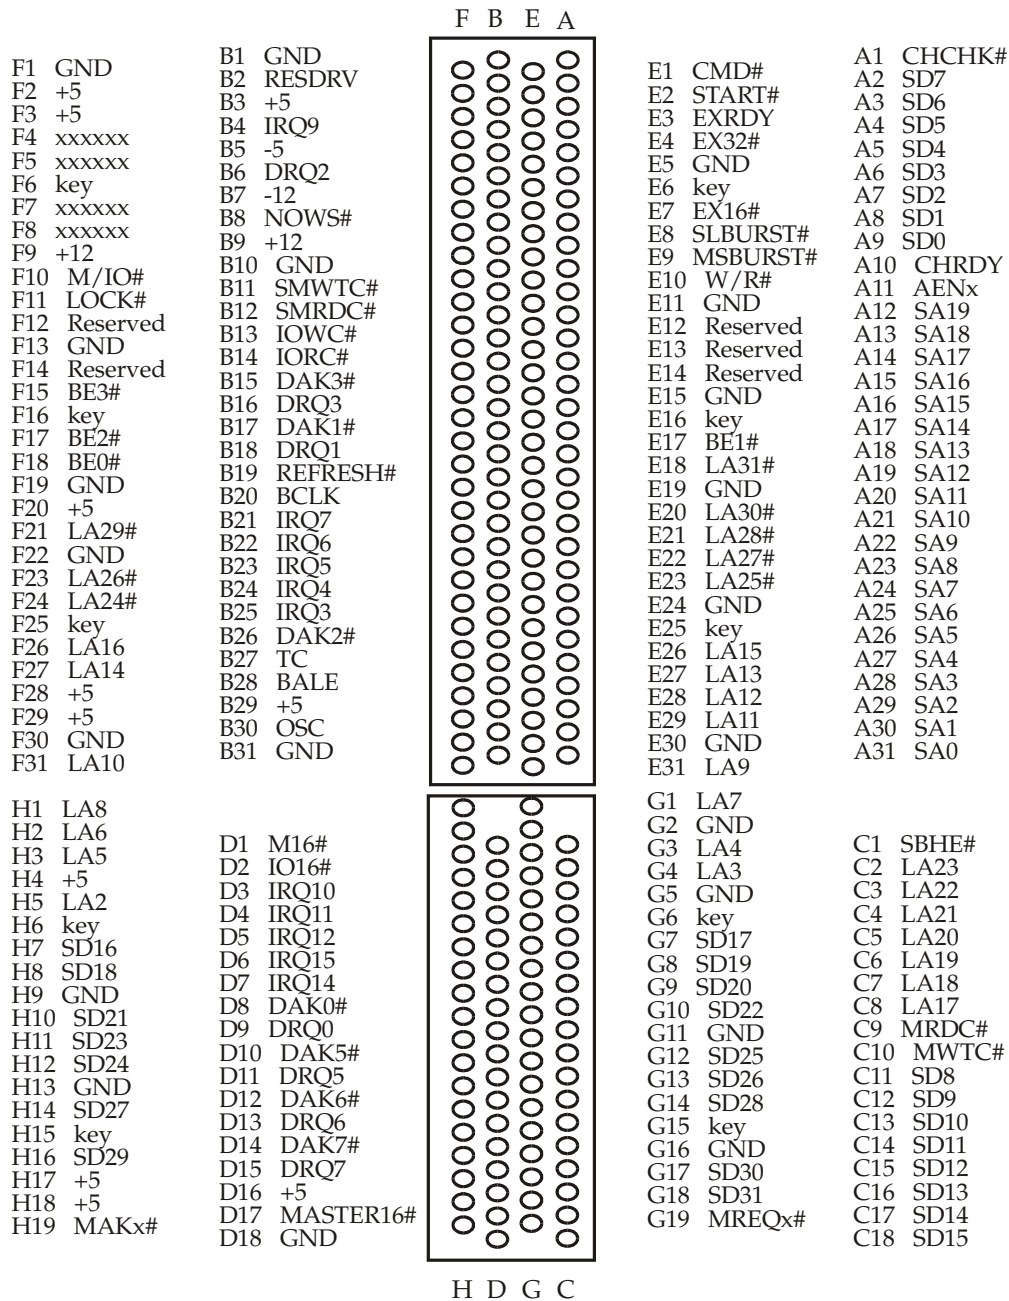 F B E A
F1 GND
F2 +5
F3 +5
F4 xxxxxx
F5 xxxxxx
F6 key
F7 xxxxxx
F8 xxxxxx
F9 +12
F10 M/IO#
F11 LOCK#
F12 Reserved
F13 GND
F14 Reserved
F15 BE3#
F16 key
F17 BE2#
F18 BE0#
F19 GND
F20 +5
F21 LA29#
F22 GND
F23 LA26#
F24 LA24#
F25 key
F26 LA16
F27 LA14
F28 +5
F29 +5
F30 GND
F31 LA10
B1 GND
B2 RESDRV
B3 +5
B4 IRQ9
B5 -5
B6 DRQ2
B7 -12
B8 NOWS#
B9 +12
B10 GND
B11 SMWTC#
B12 SMRDC#
B13 IOWC#
B14 IORC#
B15 DAK3#
B16 DRQ3
B17 DAK1#
B18 DRQ1
B19 REFRESH#
B20 BCLK
B21 IRQ7
B22 IRQ6
B23 IRQ5
B24 IRQ4
B25 IRQ3
B26 DAK2#
B27 TC
B28 BALE
B29 +5
B30 OSC
B31 GND
E1 CMD#
E2 START#
E3 EXRDY
E4 EX32#
E5 GND
E6 key
E7 EX16#
E8 SLBURST#
E9 MSBURST#
E10 W/R#
E11 GND
E12 Reserved
E13 Reserved
E14 Reserved
E15 GND
E16 key
E17 BE1#
E18 LA31#
E19 GND
E20 LA30#
E21 LA28#
E22 LA27#
E23 LA25#
E24 GND
E25 key
E26 LA15
E27 LA13
E28 LA12
E29 LA11
E30 GND
E31 LA9
A1 CHCHK#
A2 SD7
A3 SD6
A4 SD5
A5 SD4
A6 SD3
A7 SD2
A8 SD1
A9 SD0
A10 CHRDY
A11 AENx
A12 SA19
A13 SA18
A14 SA17
A15 SA16
A16 SA15
A17 SA14
A18 SA13
A19 SA12
A20 SA11
A21 SA10
A22 SA9
A23 SA8
A24 SA7
A25 SA6
A26 SA5
A27 SA4
A28 SA3
A29 SA2
A30 SA1
A31 SA0
H1 LA8
H2 LA6
H3 LA5
H4 +5
H5 LA2
H6 key
H7 SD16
H8 SD18
H9 GND
H10 SD21
H11 SD23
H12 SD24
H13 GND
H14 SD27
H15 key
H16 SD29
H17 +5
H18 +5
H19 MAKx#
D1 M16#
D2 IO16#
D3 IRQ10
D4 IRQ11
D5 IRQ12
D6 IRQ15
D7 IRQ14
D8 DAK0#
D9 DRQ0
D10 DAK5#
D11 DRQ5
D12 DAK6#
D13 DRQ6
D14 DAK7#
D15 DRQ7
D16 +5
D17 MASTER16#
D18 GND
G1 LA7
G2 GND
G3 LA4
G4 LA3
G5 GND
G6 key
G7 SD17
G8 SD19
G9 SD20
G10 SD22
G11 GND
G12 SD25
G13 SD26
G14 SD28
G15 key
G16 GND
G17 SD30
G18 SD31
G19 MREQx#
C1 SBHE#
C2 LA23
C3 LA22
C4 LA21
C5 LA20
C6 LA19
C7 LA18
C8 LA17
C9 MRDC#
C10 MWTC#
C11 SD8
C12 SD9
C13 SD10
C14 SD11
C15 SD12
C16 SD13
C17 SD14
C18 SD15
H D G C